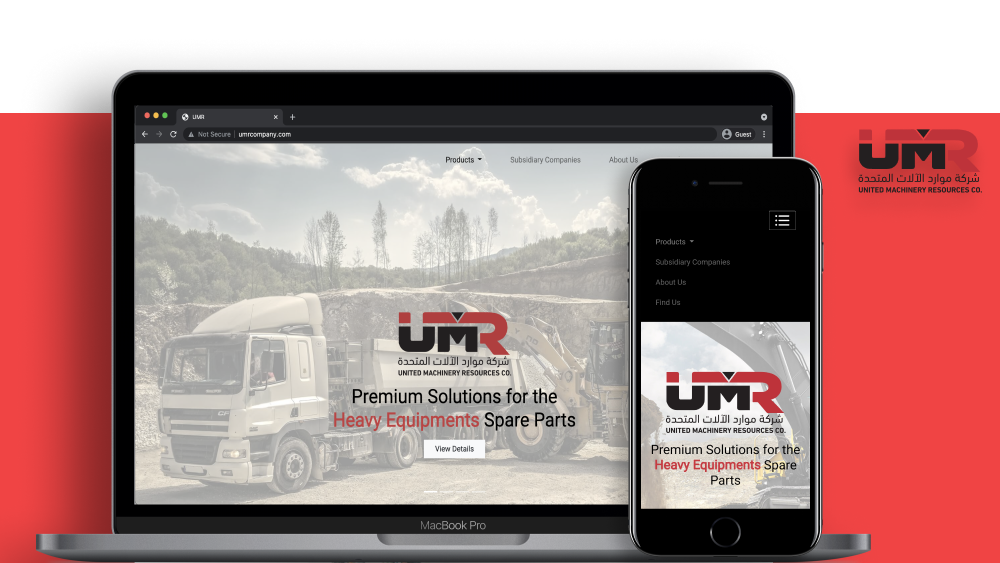 UMR
Not Secure
umrcompany.com
Guest
Products
Subsidiary Companies
About Us
UMR
شركة موارد الآلات المتحدة
UNITED MACHINERY RESOURCES CO.
Premium Solutions for the
Heavy Equipments Spare Parts
View Details
MacBook Pro
Products
Subsidiary Companies
About Us
Find Us
UMR
شركة موارد الآلات المتحدة
UNITED MACHINERY RESOURCES CO.
Premium Solutions for the
Heavy Equipments Spare
Parts
UMR
شركة موارد الآلات المتحدة
UNITED MACHINERY RESOURCES CO.